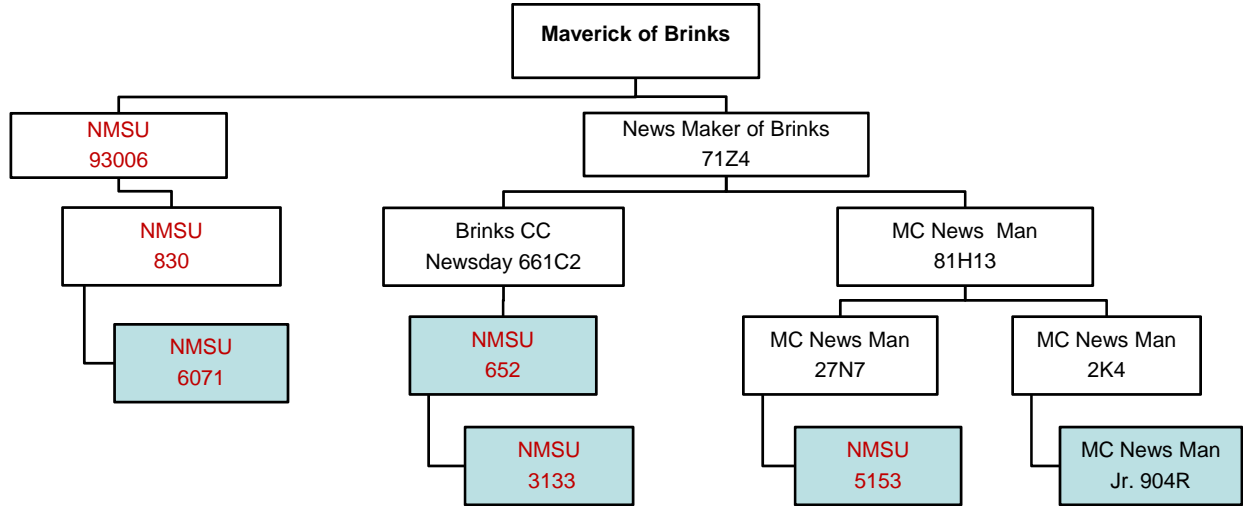 Maverick of Brinks
NMSU
93006
News Maker of Brinks
71Z4
NMSU
830
Brinks CC
Newsday 661C2
MC News Man
81H13
NMSU
6071
NMSU
652
MC News Man
27N7
MC News Man
2K4
NMSU
3133
NMSU
5153
MC News Man
Jr. 904R